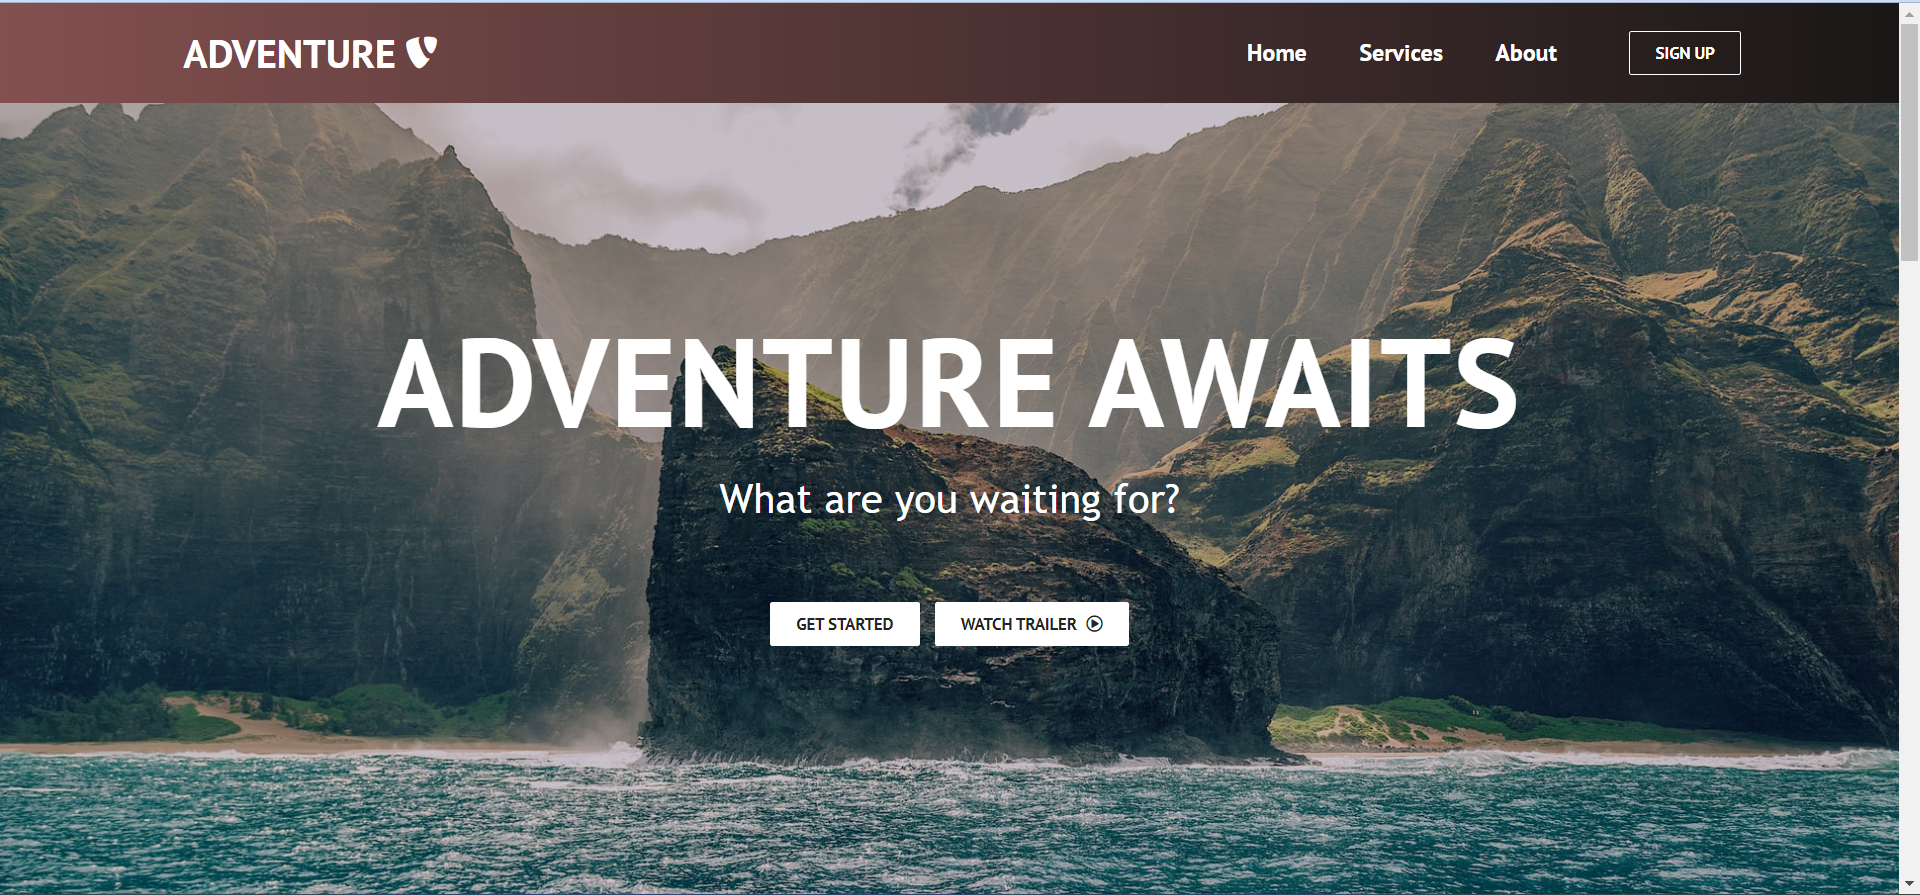 ADVENTURE
Home Services About SIGN UP
ADVENTURE AWAITS
What are you waiting for?
GET STARTED WATCH TRAILER